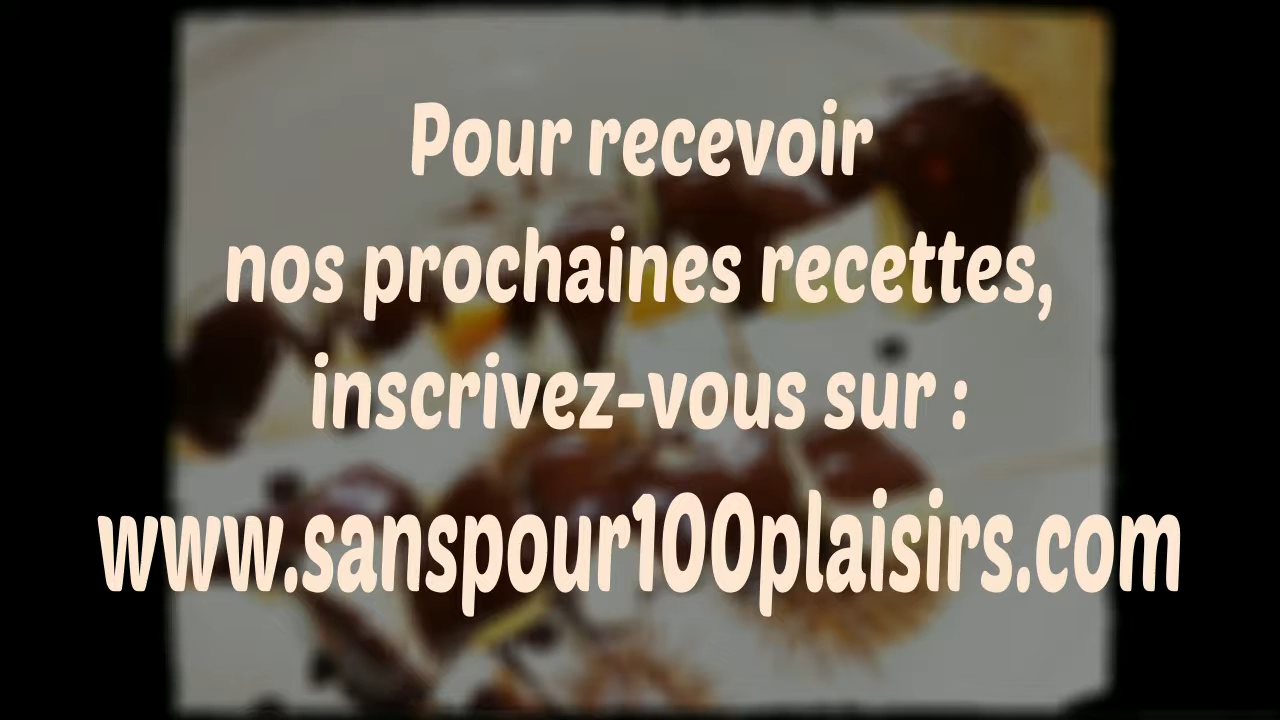 Pour recevoir
nos prochaines recettes,
inscrivez-vous sur :
www.sanspour100plaisirs.com